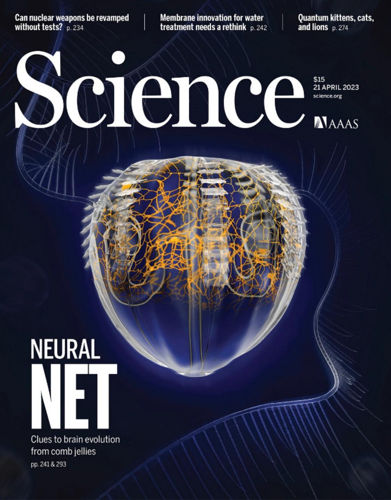 Can nuclear weapons be revamped
without tests? p. 234
Membrane innovation for water
treatment needs a rethink p. 242
Quantum kittens, cats,
and lions p. 274
Science
$15
21 APRIL 2023
science.org
AAAS
NEURAL
NET
Clues to brain evolution
from comb jellies
pp. 241 & 293